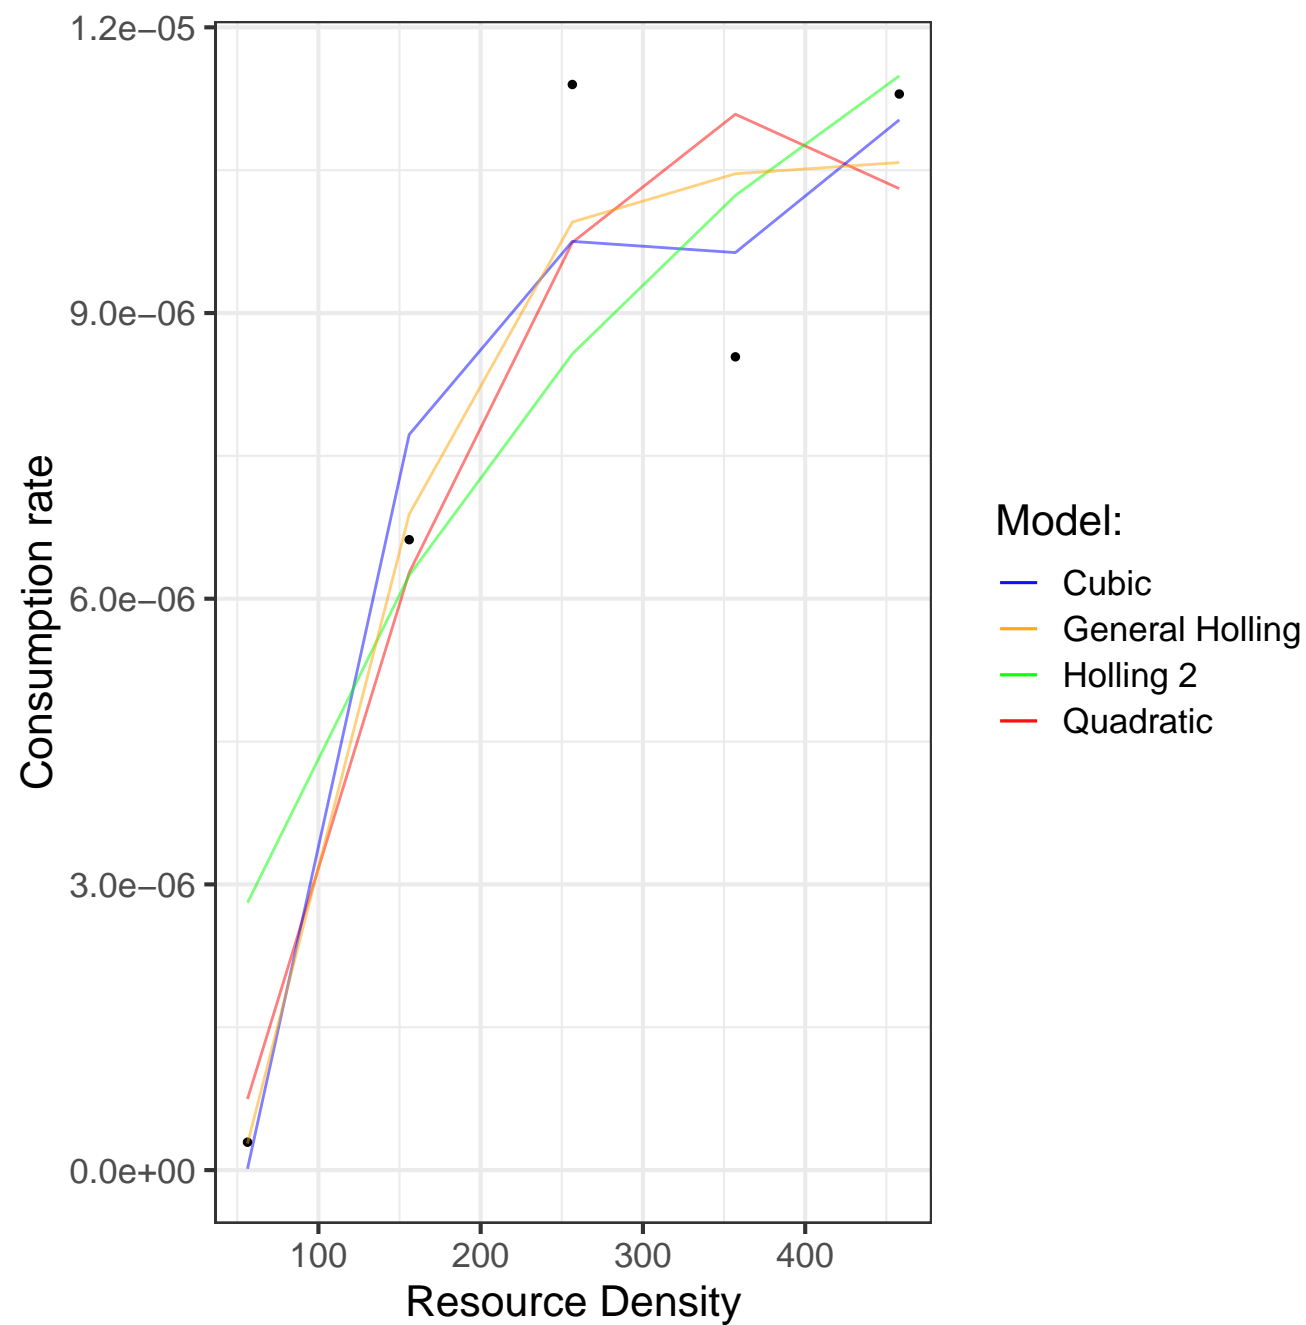 1.2e−05
9.0e−06
6.0e−06
3.0e−06
0.0e+00
Consumption rate
100
200
300
400
Resource Density
Model:
Cubic
General Holling
Holling 2
Quadratic